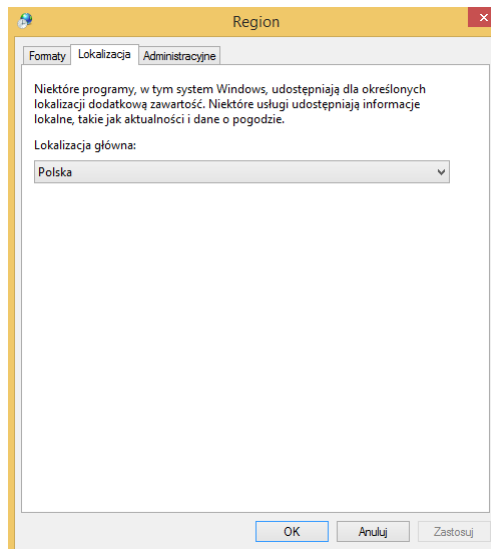 Region
Formaty Lokalizacja Administracyjne
Niektóre programy, w tym system Windows, udostępniają dla określonych
lokalizacji dodatkową zawartość. Niektóre usługi udostępniają informacje
lokalne, takie jak aktualności i dane o pogodzie.
Lokalizacja główna:
Polska
OK Anuluj Zastosuj